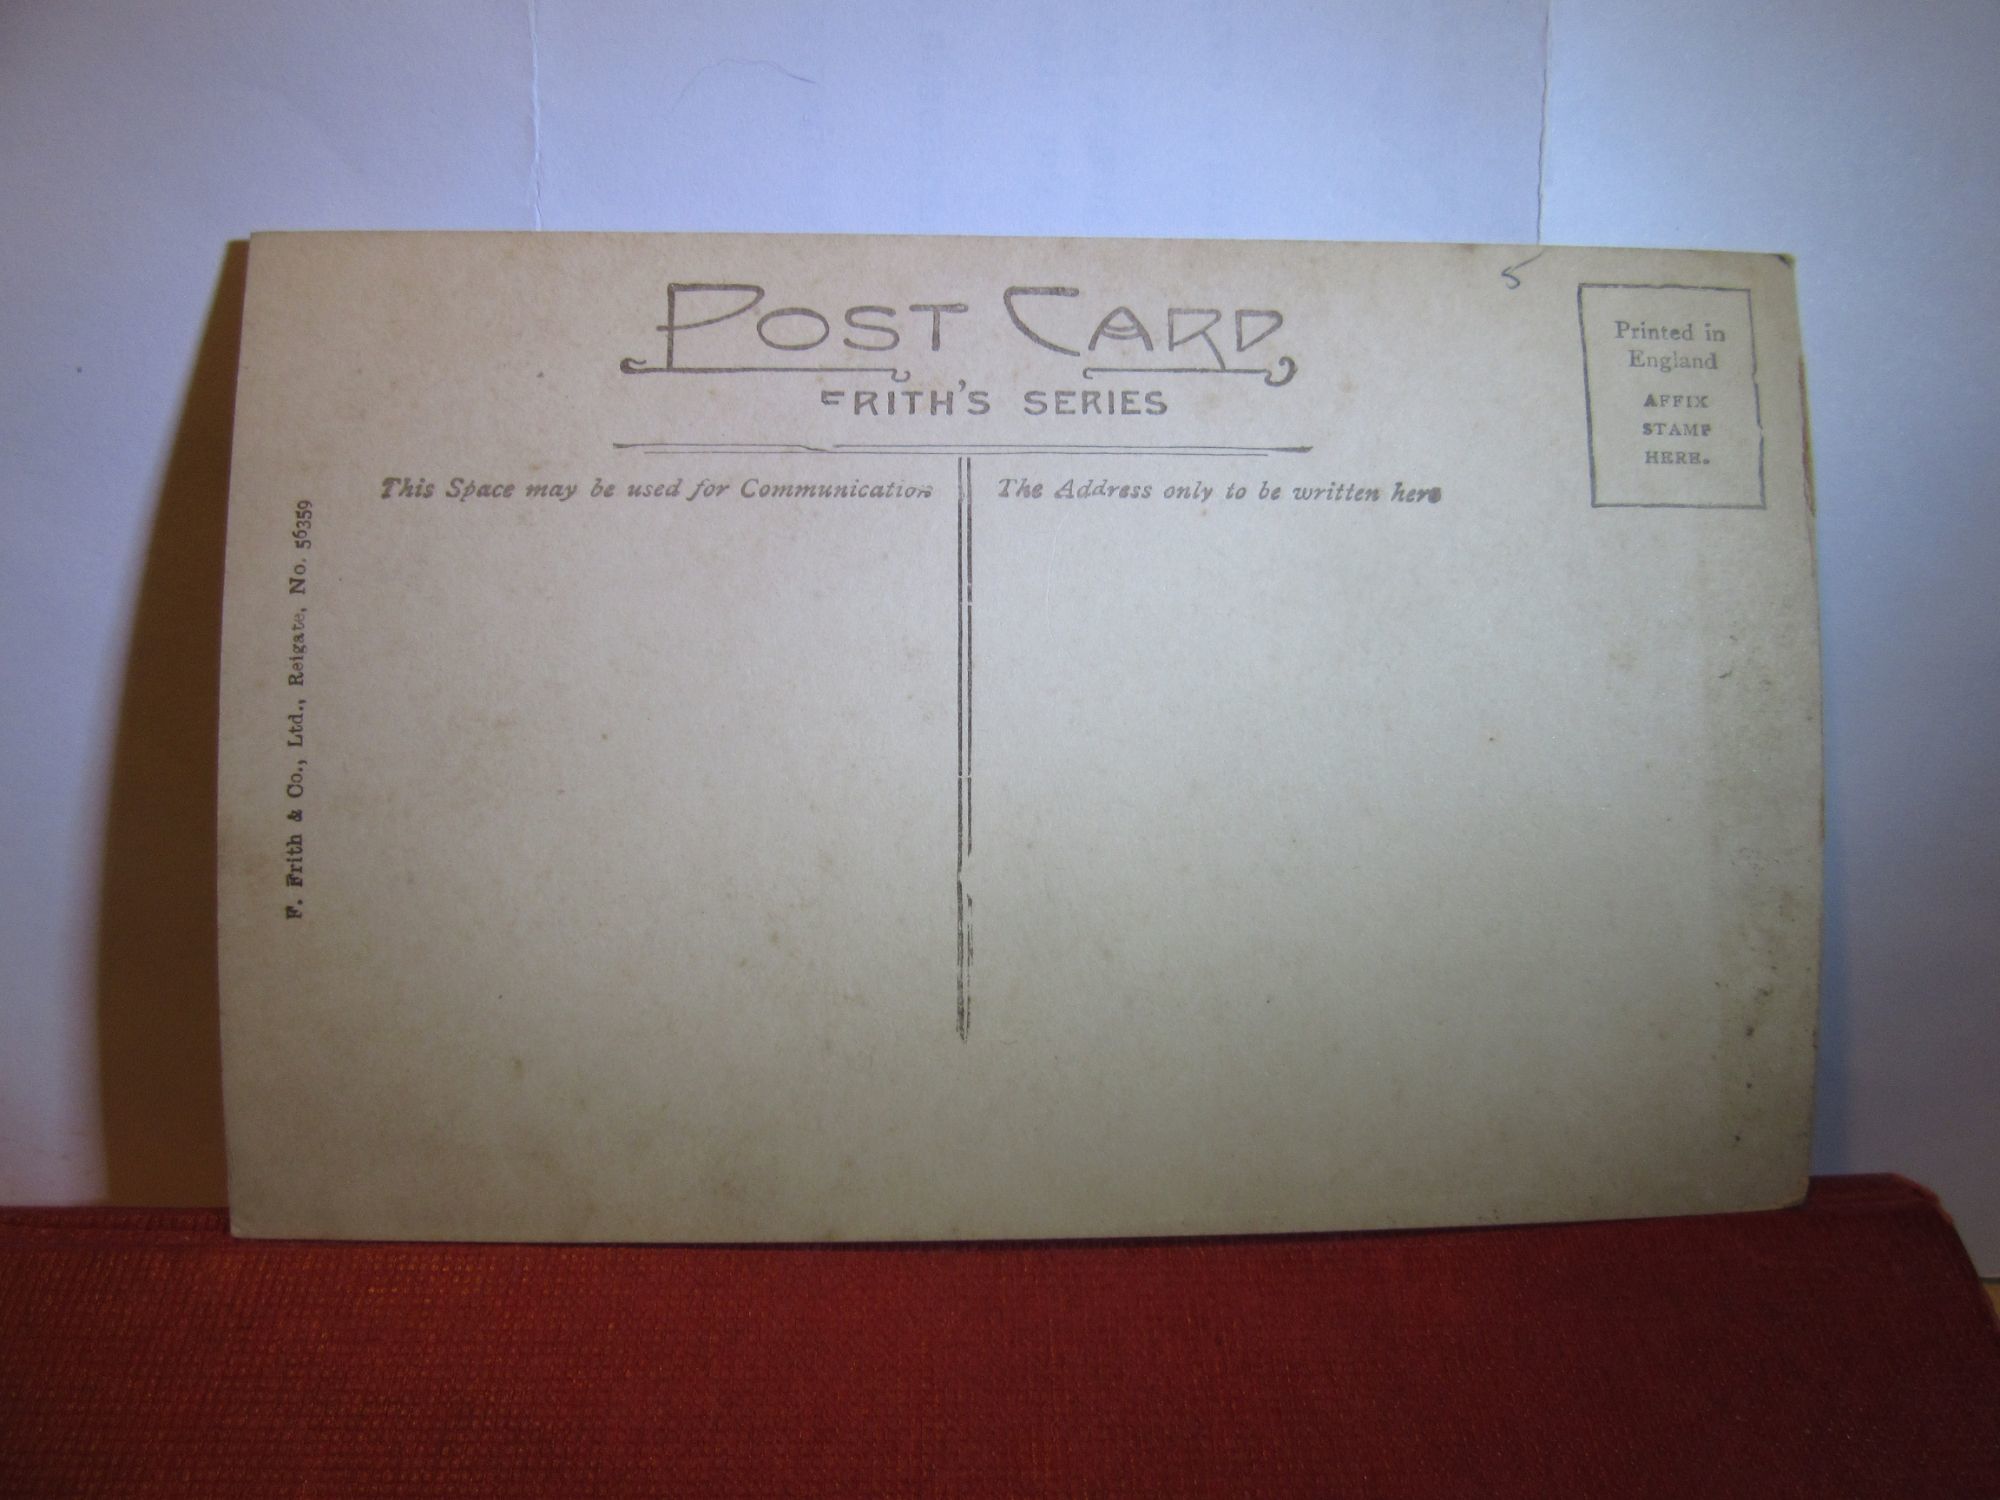 POST CARD
FRITH'S SERIES
5
Printed in
England
AFFIX
STAMP
HERE.
This Space may be used for Communication
The Address only to be written here
F. Frith & Co., Ltd., Reigate, No. 56359